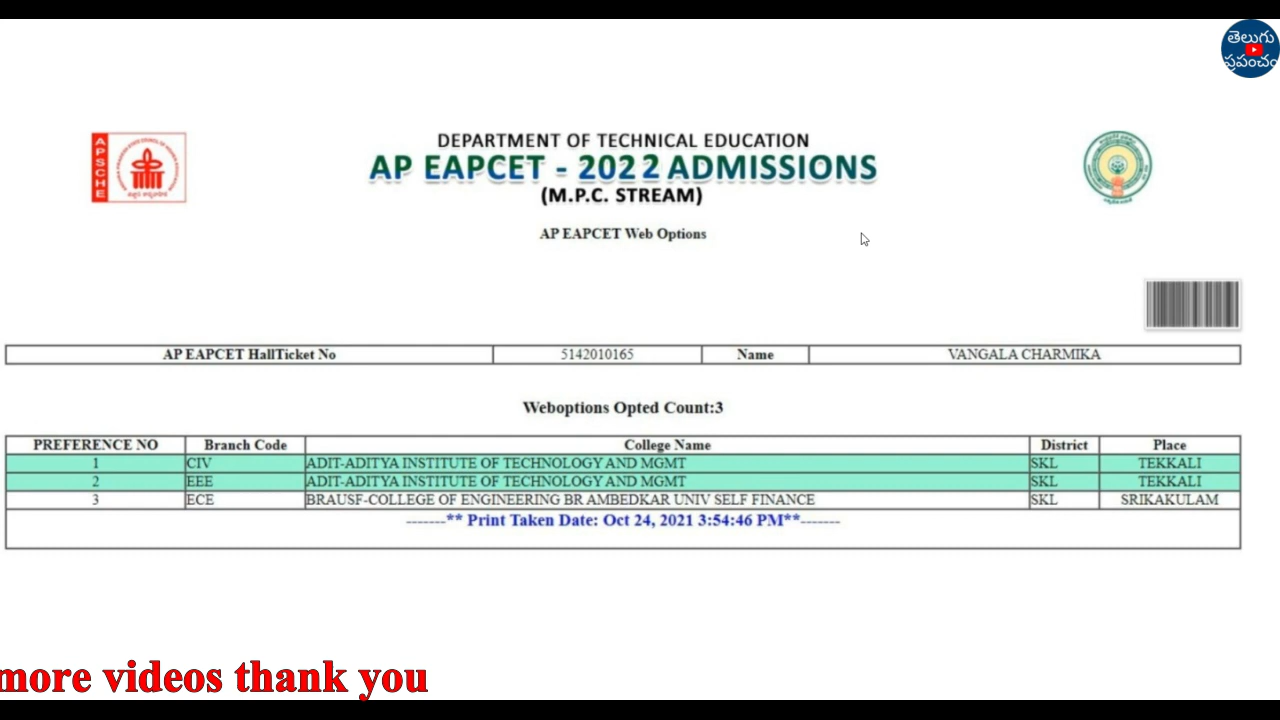 తెలుగు
ప్రపంచం
APSCHE
DEPARTMENT OF TECHNICAL EDUCATION
AP EAPCET - 2022 ADMISSIONS
(M.P.C. STREAM)
AP EAPCET Web Options
AP EAPCET HallTicket No 5142010165 Name VANGALA CHARMIKA
Weboptions Opted Count:3
PREFERENCE NO Branch Code College Name District Place
1 CIV ADIT-ADITYA INSTITUTE OF TECHNOLOGY AND MGMT SKL TEKKALI
2 EEE ADIT-ADITYA INSTITUTE OF TECHNOLOGY AND MGMT SKL TEKKALI
3 ECE BRAUSF-COLLEGE OF ENGINEERING BR AMBEDKAR UNIV SELF FINANCE SKL SRIKAKULAM
-------** Print Taken Date: Oct 24, 2021 3:54:46 PM**-------
more videos thank you